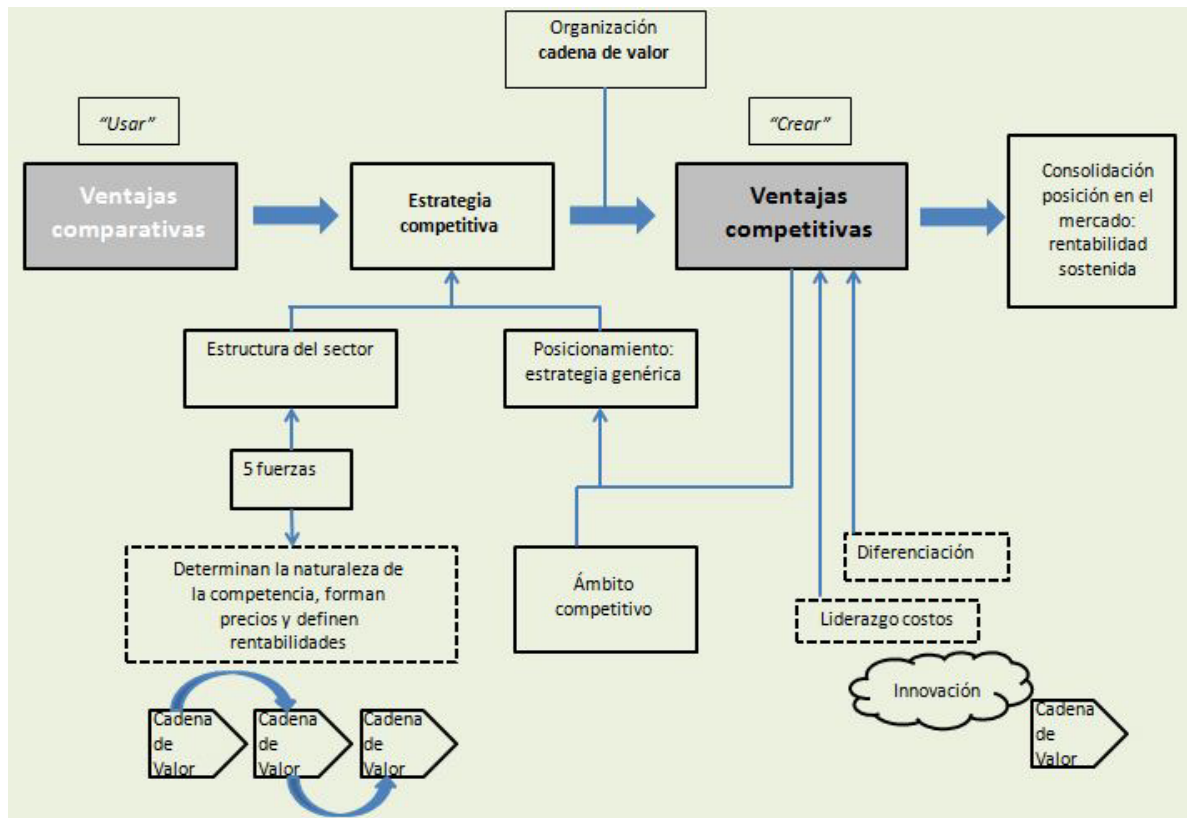 Organización
cadena de valor
“Usar”
“Crear”
Ventajas
comparativas
Estrategia
competitiva
Ventajas
competitivas
Consolidación
posición en el
mercado:
rentabilidad
sostenida
Estructura del sector
Posicionamiento:
estrategia genérica
5 fuerzas
Determinan la naturaleza de
la competencia, forman
precios y definen
rentabilidades
Ámbito
competitivo
Diferenciación
Liderazgo costos
Innovación
Cadena
de
Valor
Cadena
de
Valor
Cadena
de
Valor
Cadena
de
Valor